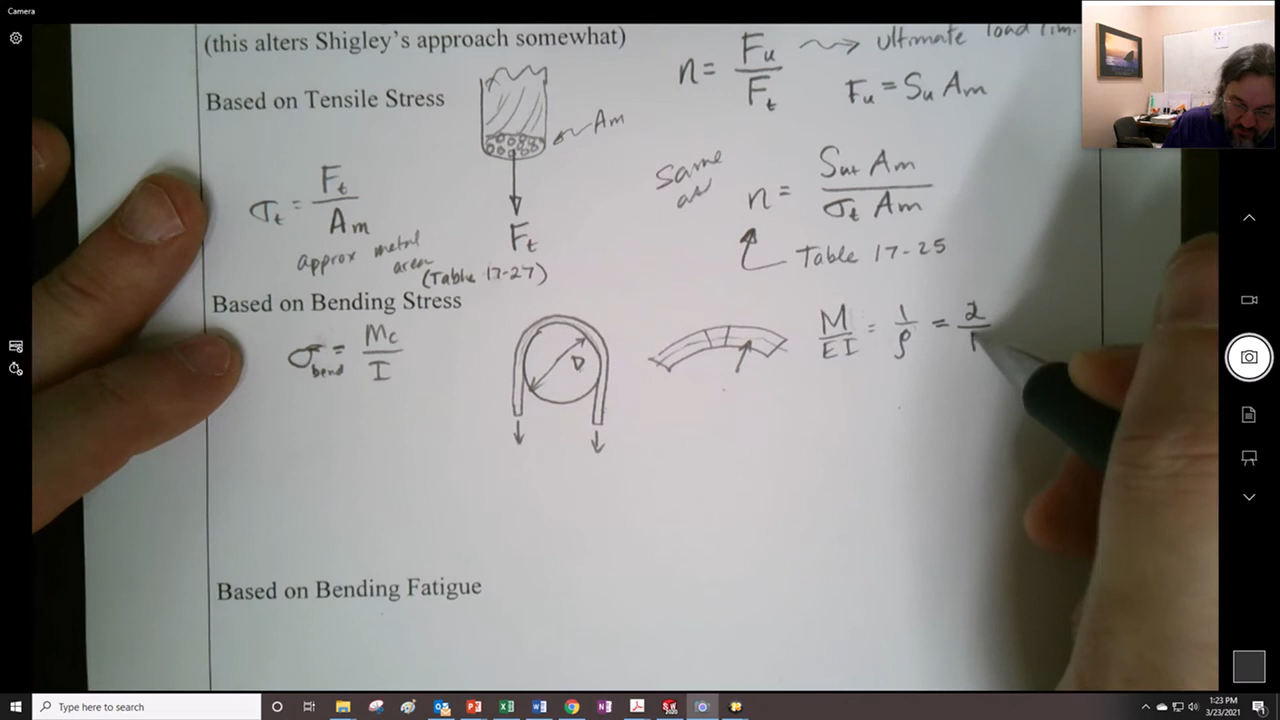 Camera
(this alters Shigley's approach somewhat)
n = Fu / Ft
ultimate load lim.
Fu = Su Am
Based on Tensile Stress
Am
σt = Ft / Am
approx metal area
(Table 17-27)
Ft
same as
n = Sut Am / σt Am
Table 17-25
Based on Bending Stress
σbend = Mc / I
D
M / EI = 1 / ρ = 2 /
Based on Bending Fatigue
Type here to search
1:23 PM
3/23/2021